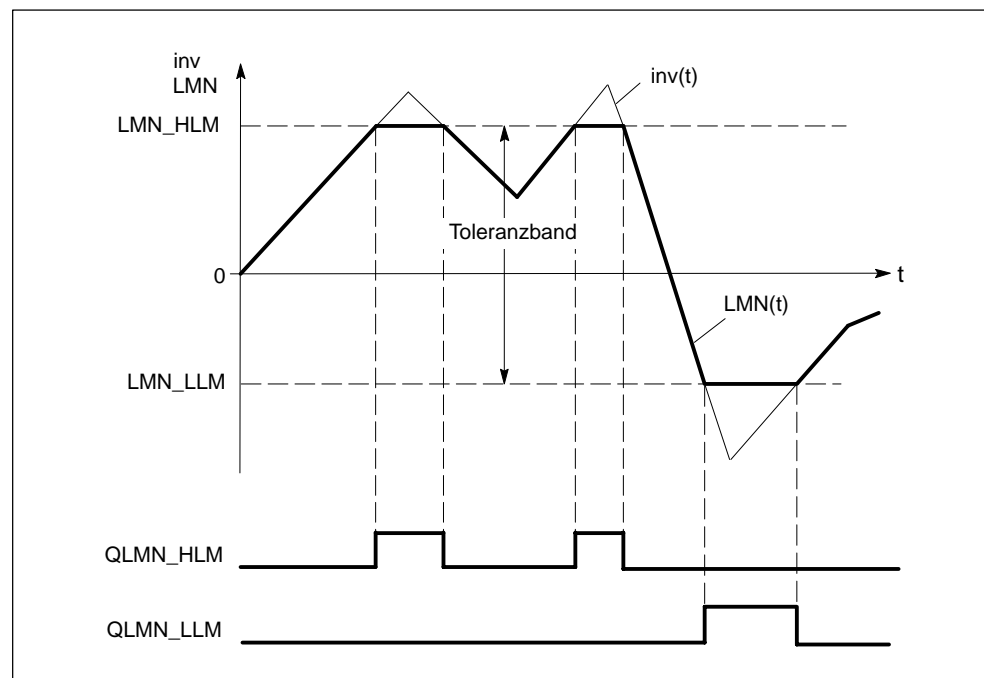 inv
LMN
inv(t)
LMN_HLM
Toleranzband
0
t
LMN(t)
LMN_LLM
QLMN_HLM
QLMN_LLM